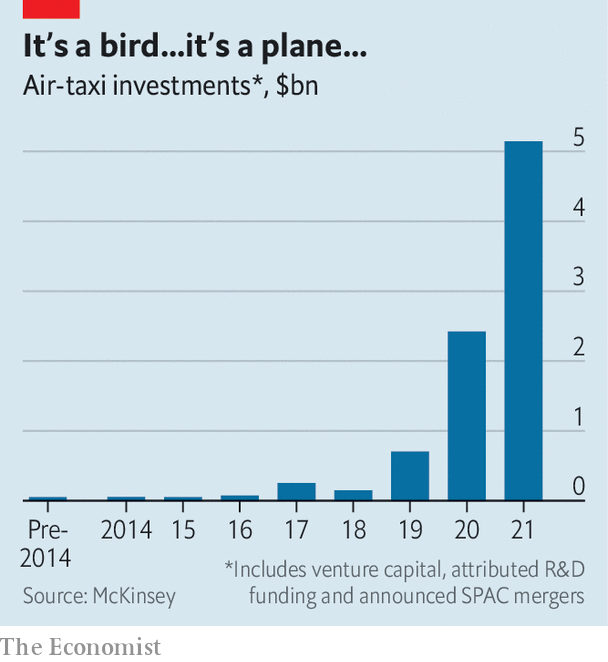 It's a bird...it's a plane...
Air-taxi investments*, $bn
5
4
3
2
1
0
Pre-
2014
2014 15 16 17 18 19 20 21
*Includes venture capital, attributed R&D
funding and announced SPAC mergers
Source: McKinsey
The Economist